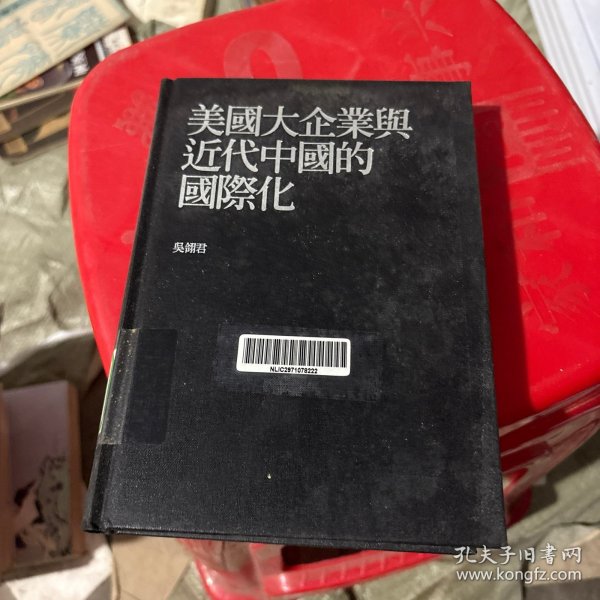 美國大企業與
近代中國的
國際化
吳翎君
NLIC2971078222
孔夫子旧书网
www.kongfz.com